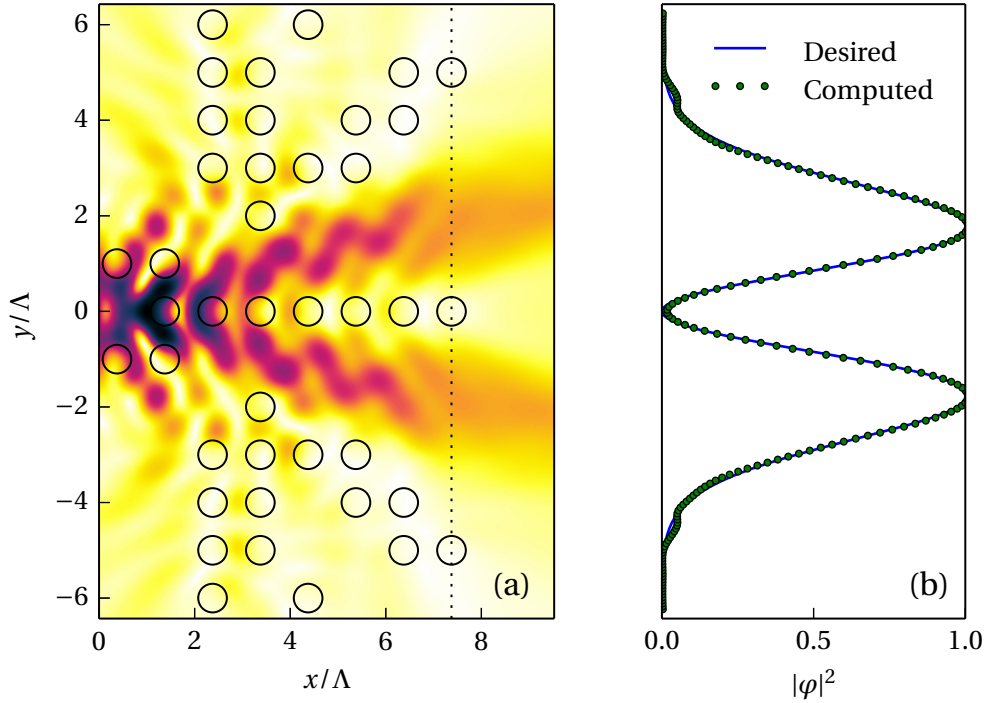 6
4
2
0
−2
−4
−6
y/Λ
0
2
4
6
8
x/Λ
(a)
Desired
Computed
(b)
0.0
0.5
1.0
|φ|²